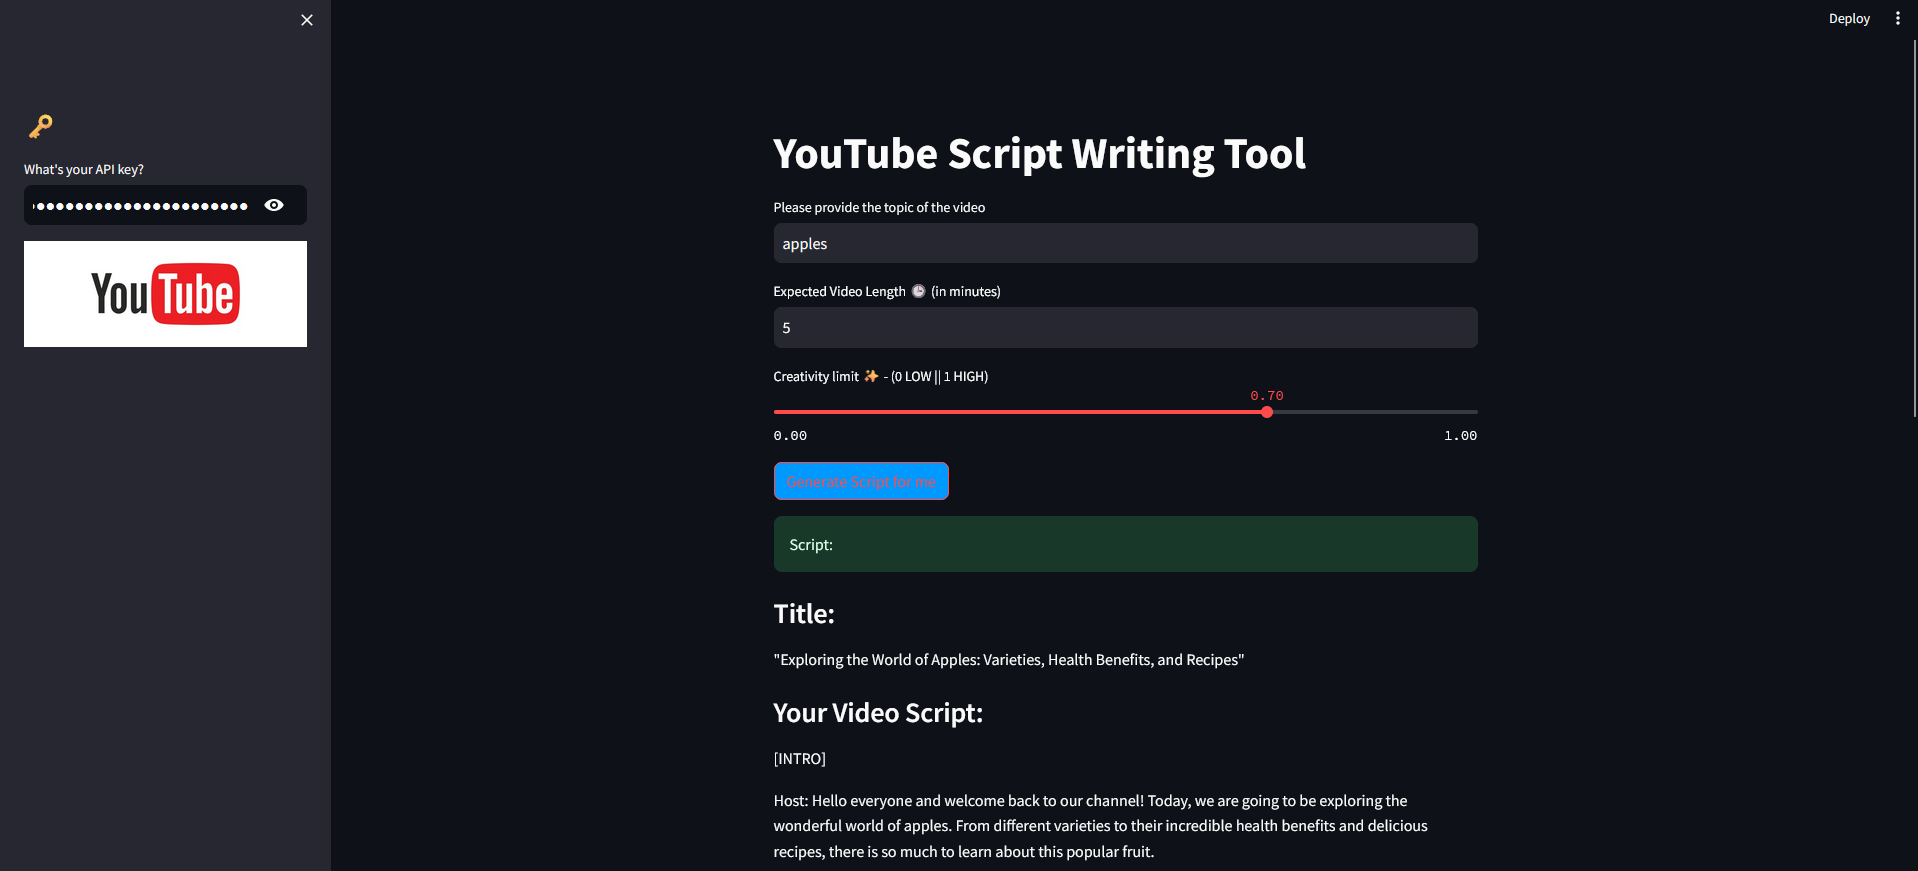 Deploy
What's your API key?
YouTube
YouTube Script Writing Tool
Please provide the topic of the video
apples
Expected Video Length 🕒 (in minutes)
5
Creativity limit ✨ - (0 LOW || 1 HIGH)
0.70
0.00 1.00
Generate Script for me
Script:
Title:
"Exploring the World of Apples: Varieties, Health Benefits, and Recipes"
Your Video Script:
[INTRO]
Host: Hello everyone and welcome back to our channel! Today, we are going to be exploring the
wonderful world of apples. From different varieties to their incredible health benefits and delicious
recipes, there is so much to learn about this popular fruit.